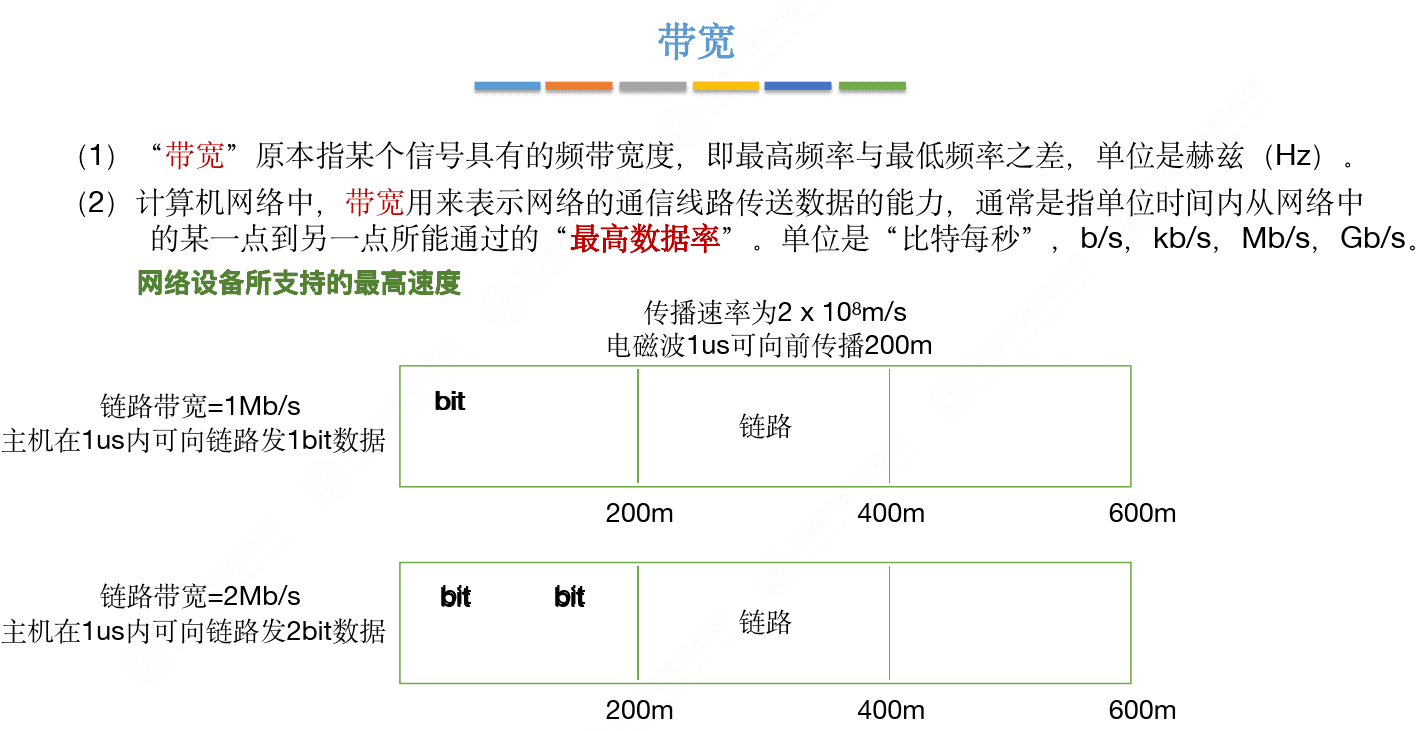 带宽
（1）“带宽”原本指某个信号具有的频带宽度，即最高频率与最低频率之差，单位是赫兹（Hz）。
（2）计算机网络中，带宽用来表示网络的通信线路传送数据的能力，通常是指单位时间内从网络中
的某一点到另一点所能通过的“最高数据率”。单位是“比特每秒”，b/s，kb/s，Mb/s，Gb/s。
网络设备所支持的最高速度
传播速率为2 x 10⁸m/s
电磁波1us可向前传播200m
链路带宽=1Mb/s
主机在1us内可向链路发1bit数据
bit
链路
200m
400m
600m
链路带宽=2Mb/s
主机在1us内可向链路发2bit数据
bit
bit
链路
200m
400m
600m